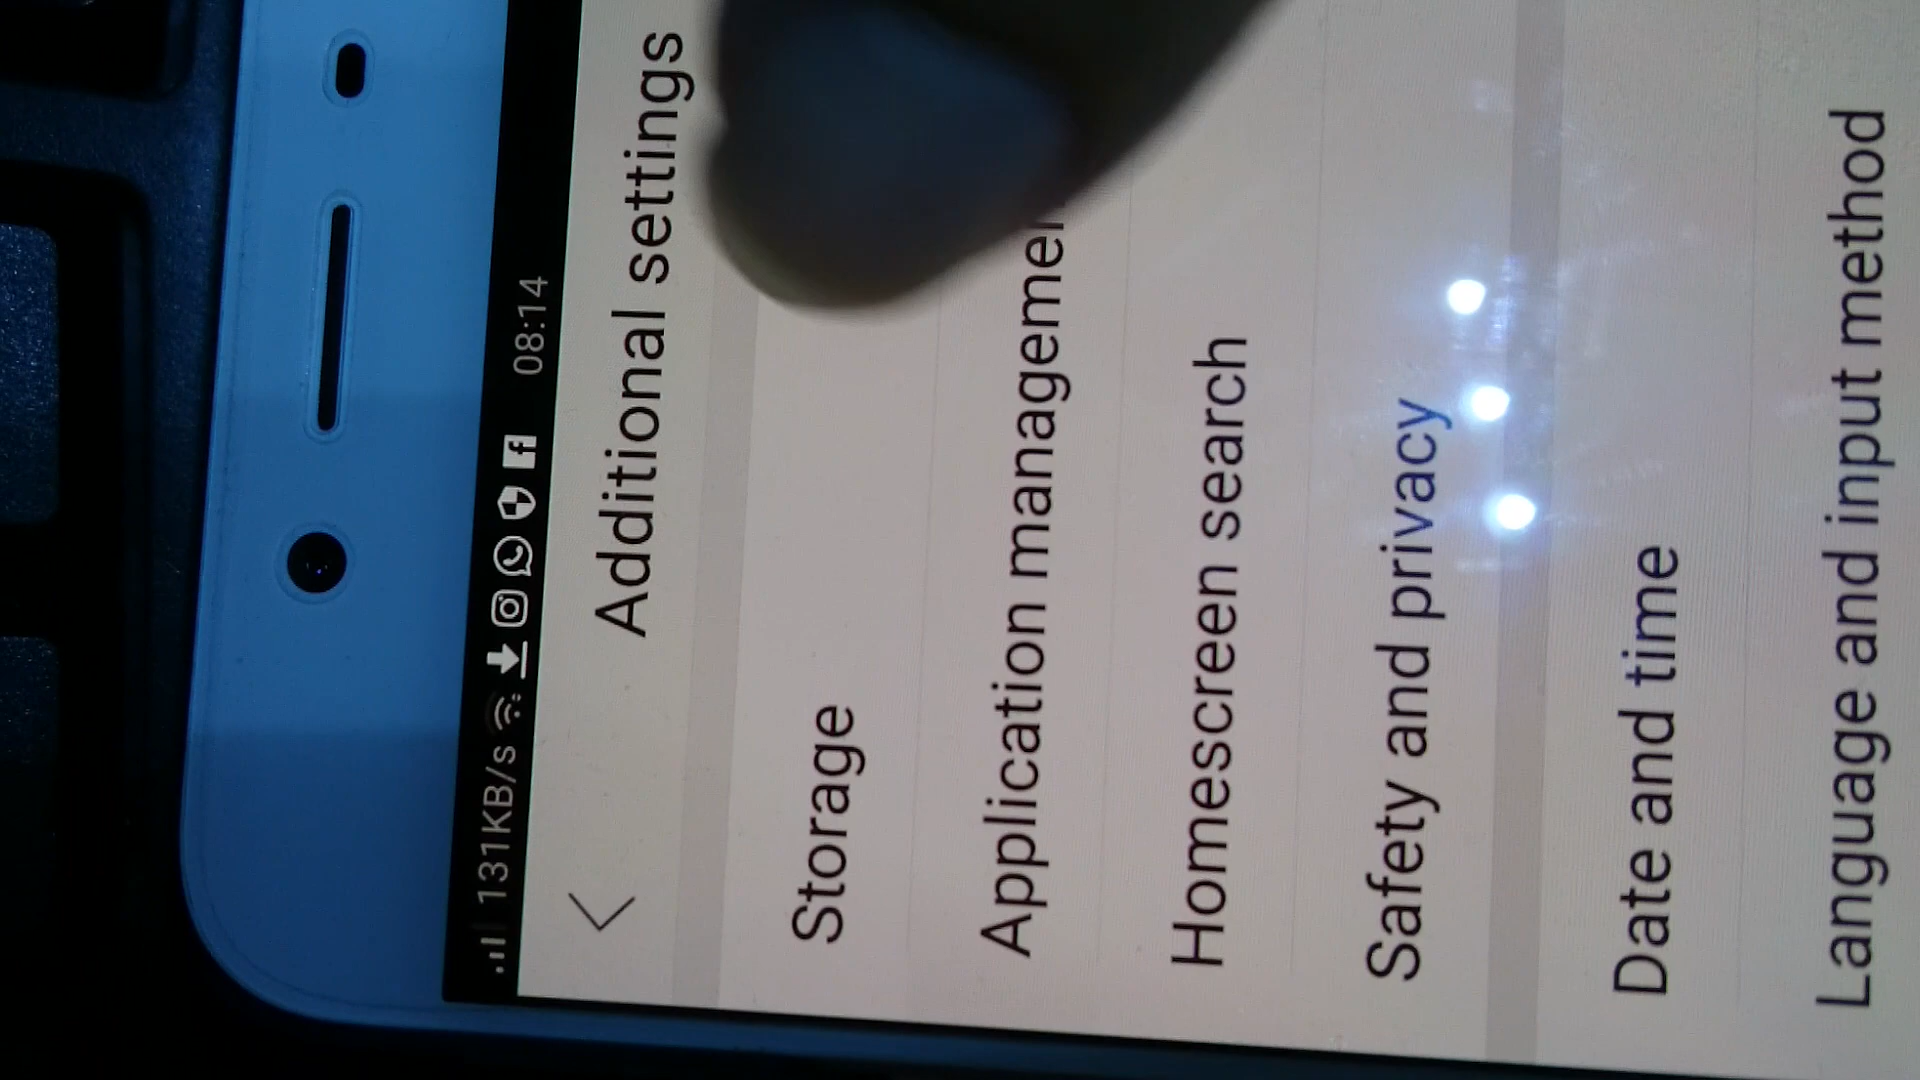 131KB/s 08:14
Additional settings
Storage
Application managemen
Homescreen search
Safety and privacy
Date and time
Language and input method